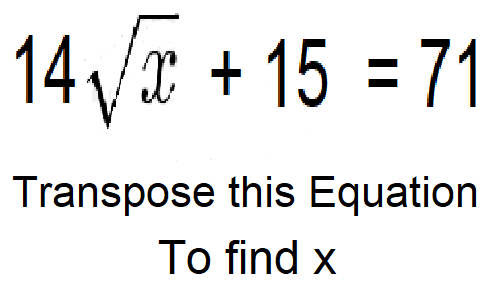 14√x + 15 = 71
Transpose this Equation
To find x